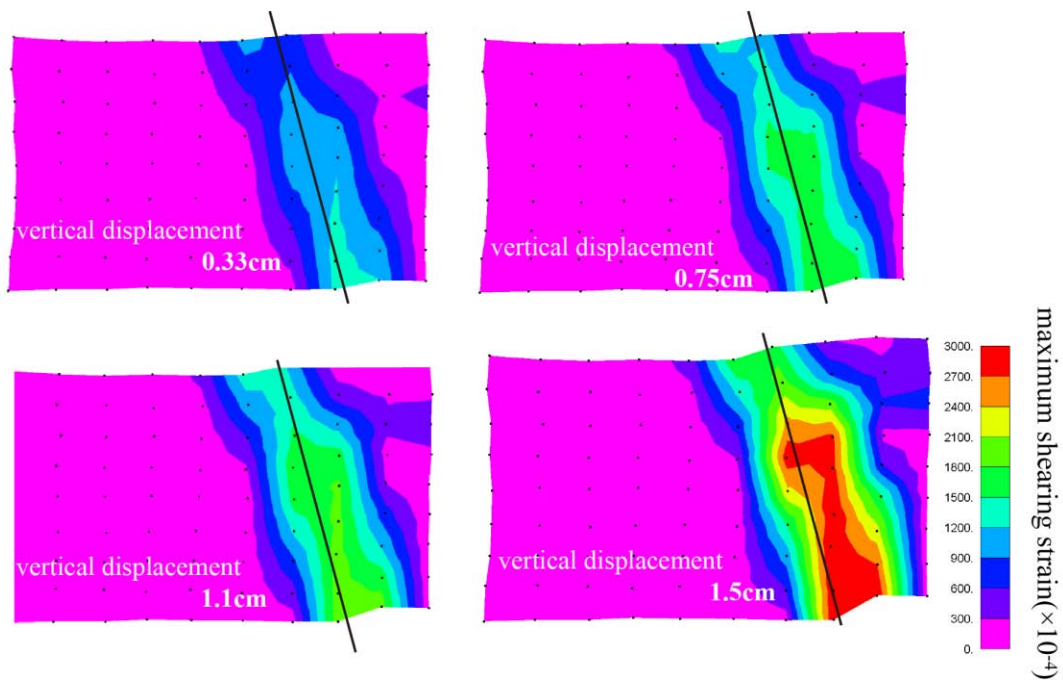 vertical displacement
0.33cm
vertical displacement
0.75cm
vertical displacement
1.1cm
vertical displacement
1.5cm
3000.
2700.
2400.
2100.
1800.
1500.
1200.
900.
600.
300.
0.
maximum shearing strain(×10⁻⁴)